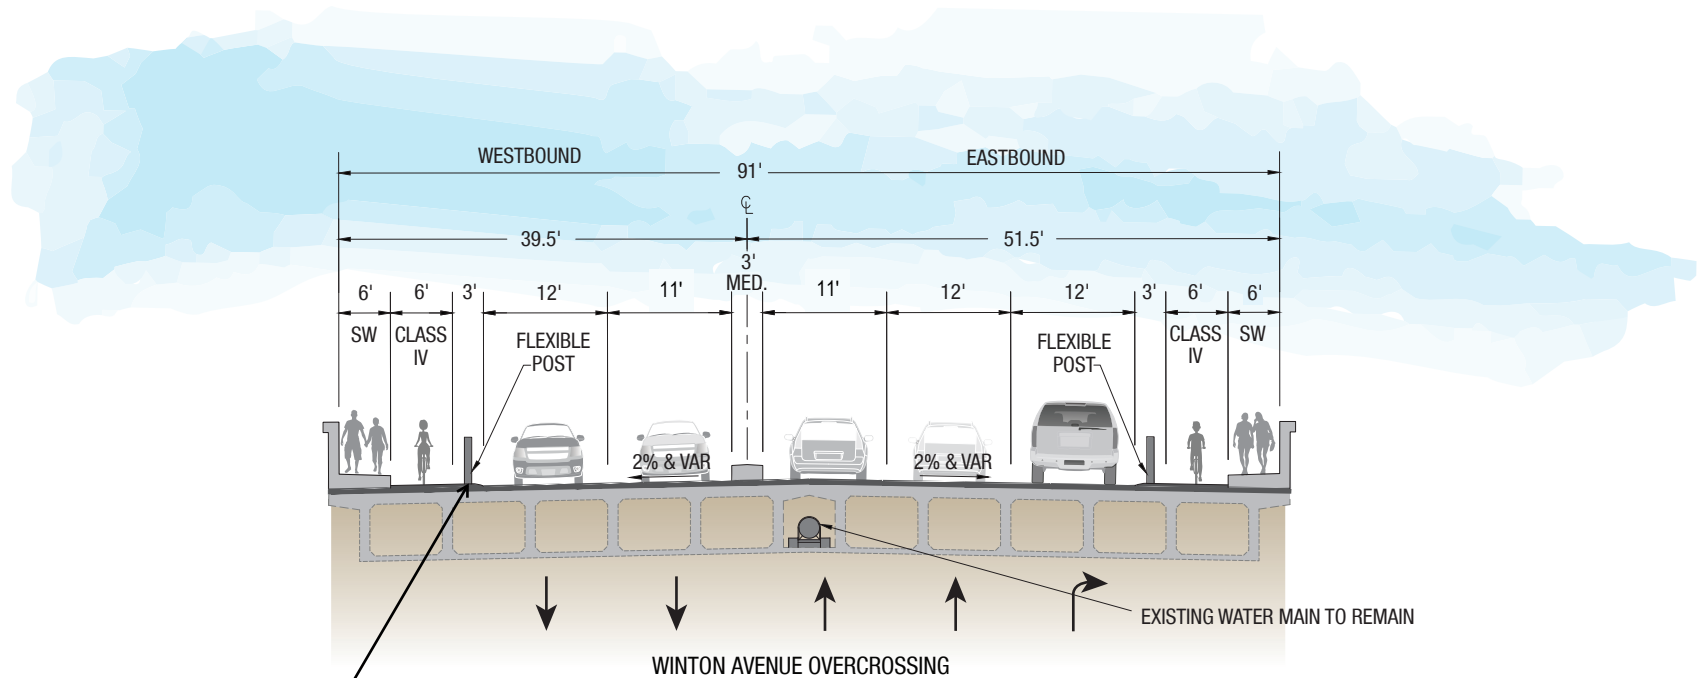 WESTBOUND
EASTBOUND
91'
℄
39.5'
51.5'
3'
MED.
6'
6'
3'
12'
11'
11'
12'
12'
3'
6'
6'
SW
CLASS
IV
FLEXIBLE
POST
FLEXIBLE
POST
CLASS
IV
SW
2% & VAR
2% & VAR
EXISTING WATER MAIN TO REMAIN
WINTON AVENUE OVERCROSSING